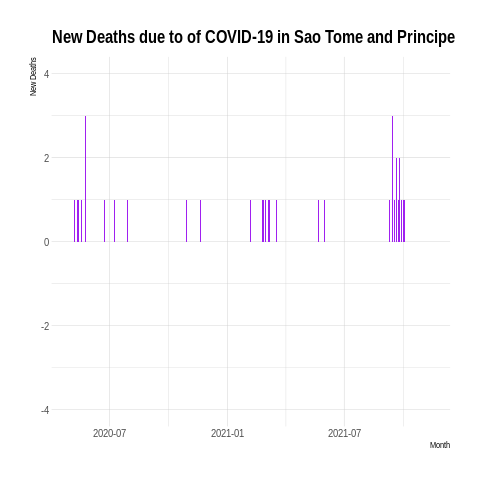 New Deaths due to of COVID-19 in Sao Tome and Principe
New Deaths
4
2
0
-2
-4
2020-07
2021-01
2021-07
Month